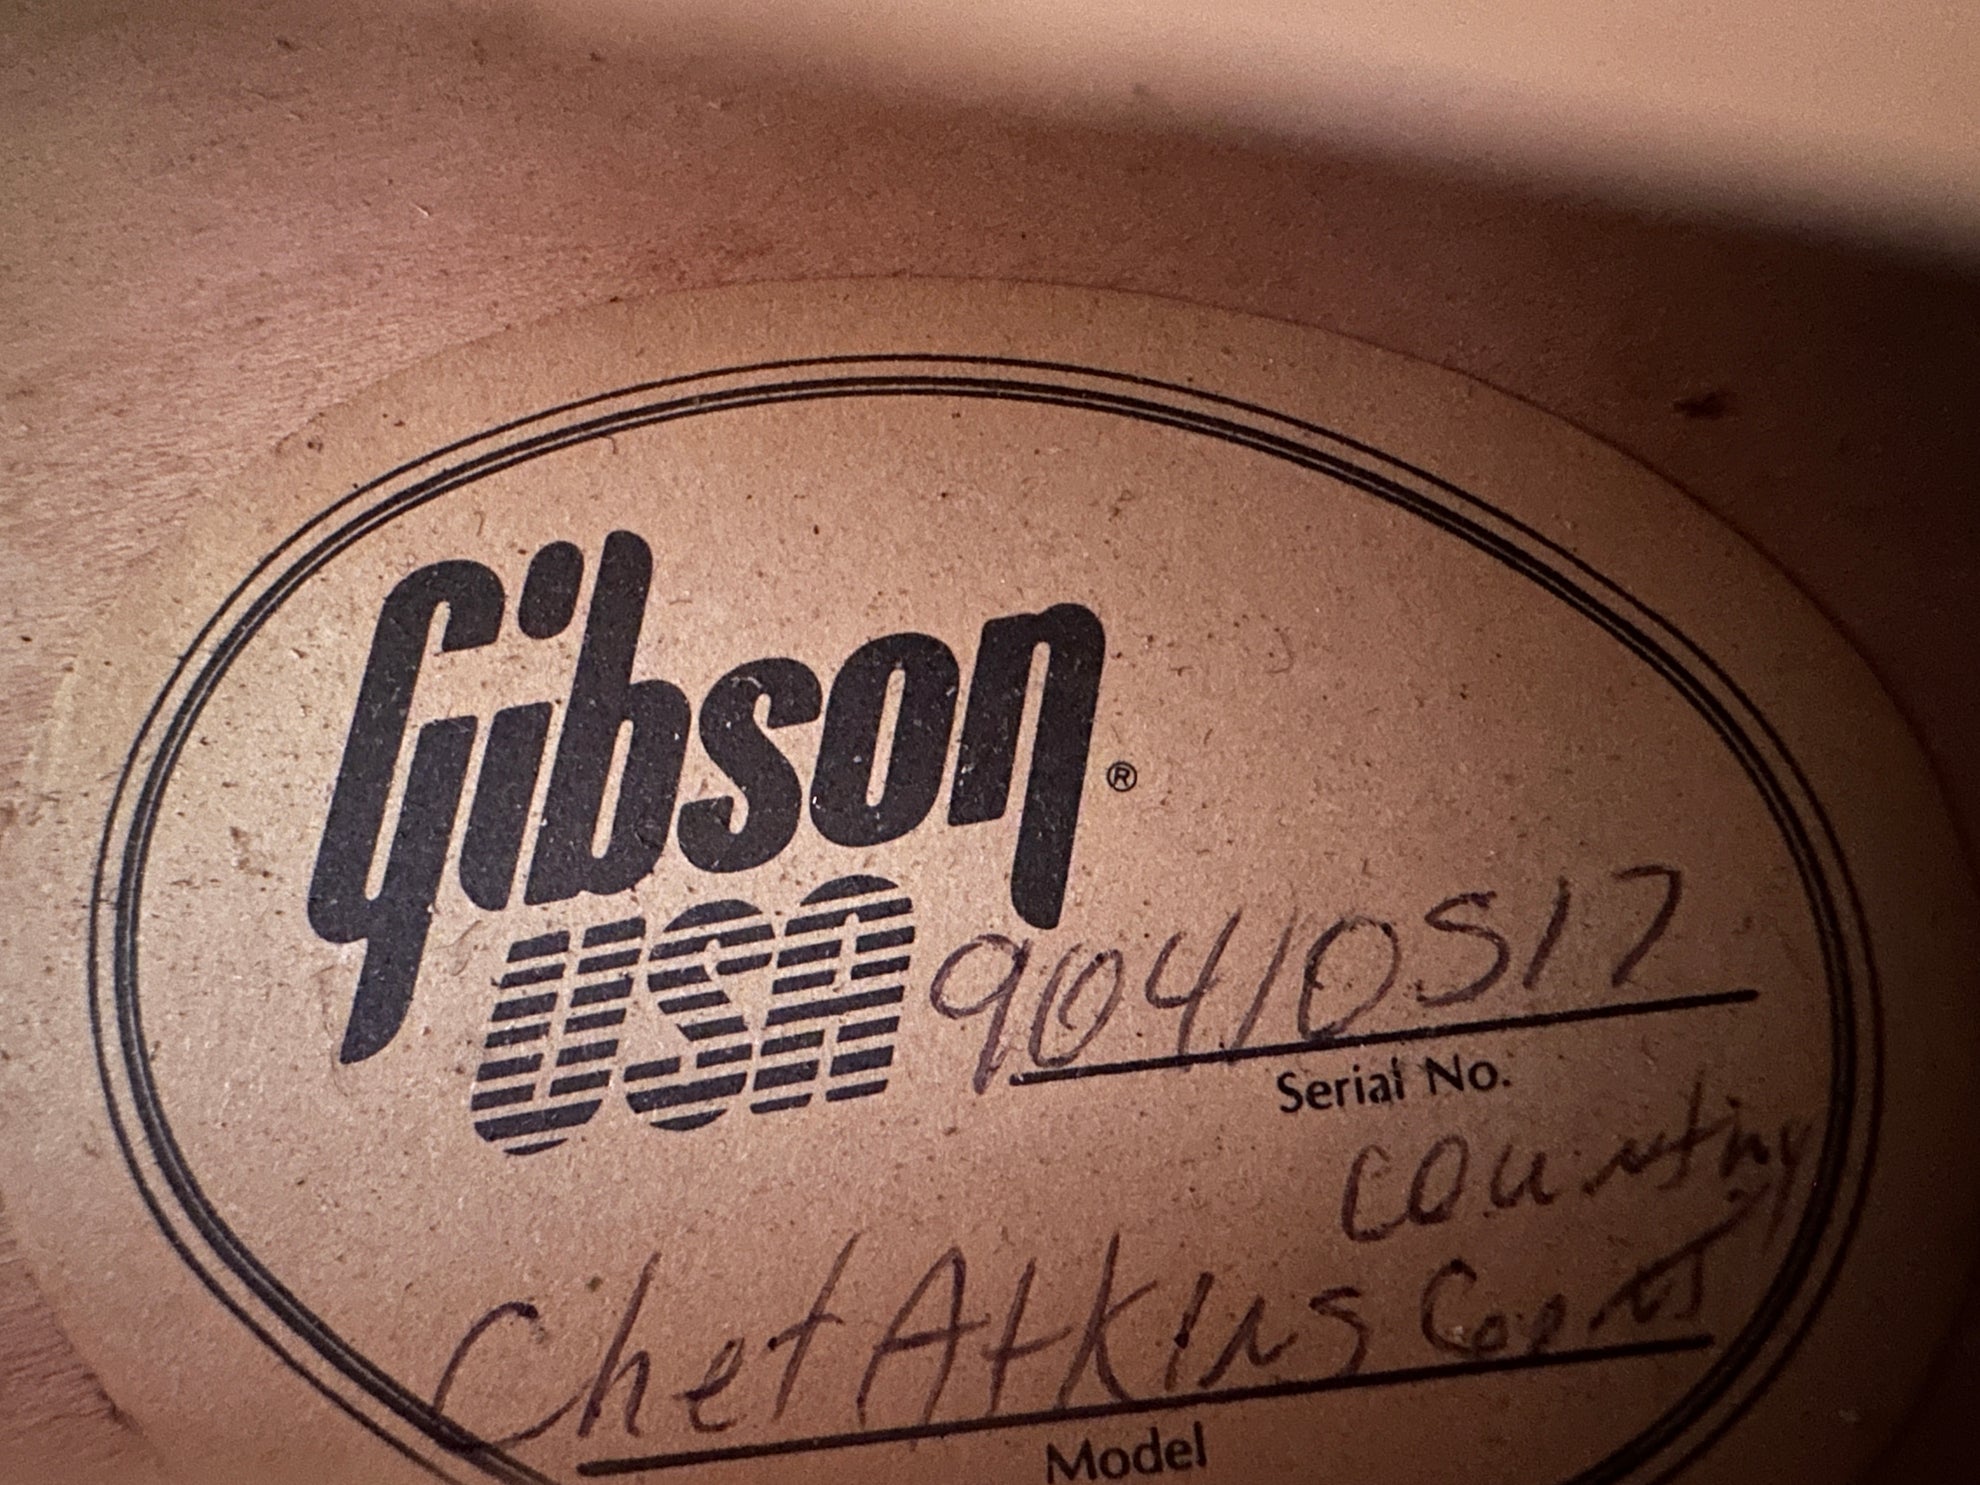 Gibson®
USA
90410517
Serial No.
Country
Chet Atkins
Model